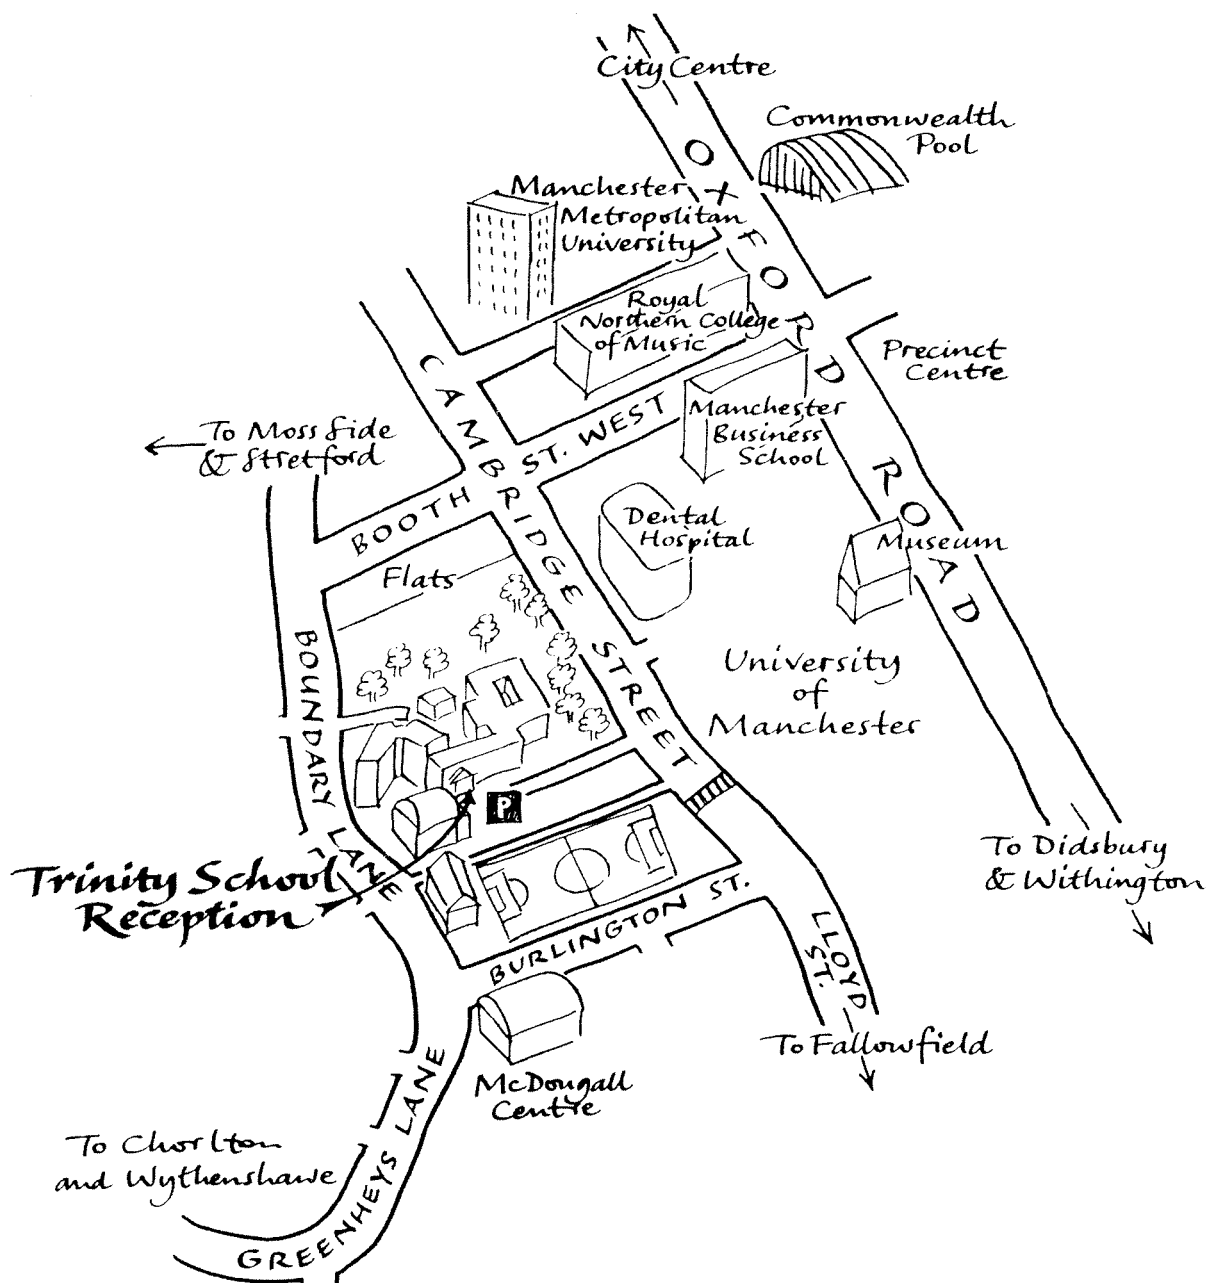 City Centre
Commonwealth
Pool
OXFORD ROAD
Manchester
Metropolitan
University
Royal
Northern College
of Music
Precinct
Centre
CAMBRIDGE STREET
To Moss Side
& Stretford
BOOTH ST. WEST
Manchester
Business
School
Dental
Hospital
Museum
Flats
BOUNDARY LANE
University
of
Manchester
P
To Didsbury
& Withington
Trinity School
Reception
BURLINGTON ST.
LLOYD
ST.
To Fallowfield
McDougall
Centre
To Chorlton
and Wythenshawe
GREENHEYS LANE